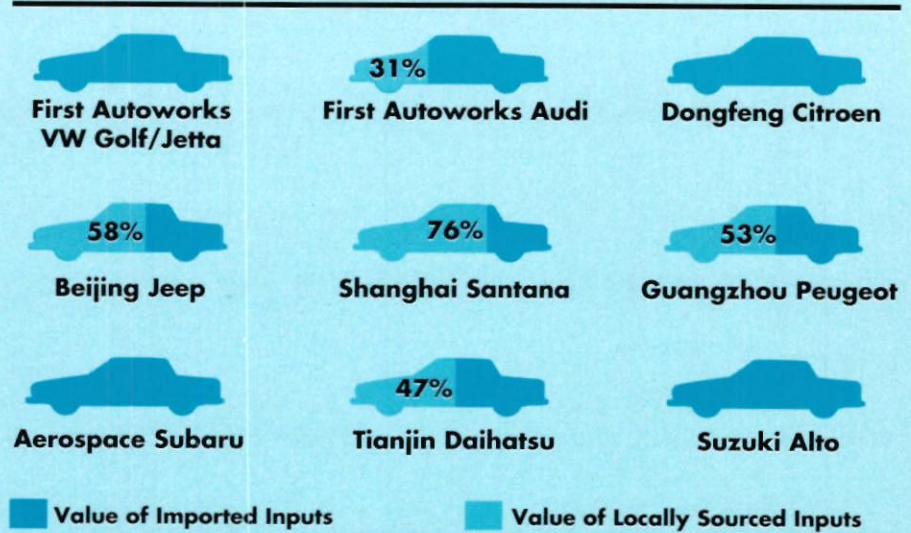 First Autoworks
VW Golf/Jetta
31%
First Autoworks Audi
Dongfeng Citroen
58%
Beijing Jeep
76%
Shanghai Santana
53%
Guangzhou Peugeot
Aerospace Subaru
47%
Tianjin Daihatsu
Suzuki Alto
Value of Imported Inputs
Value of Locally Sourced Inputs